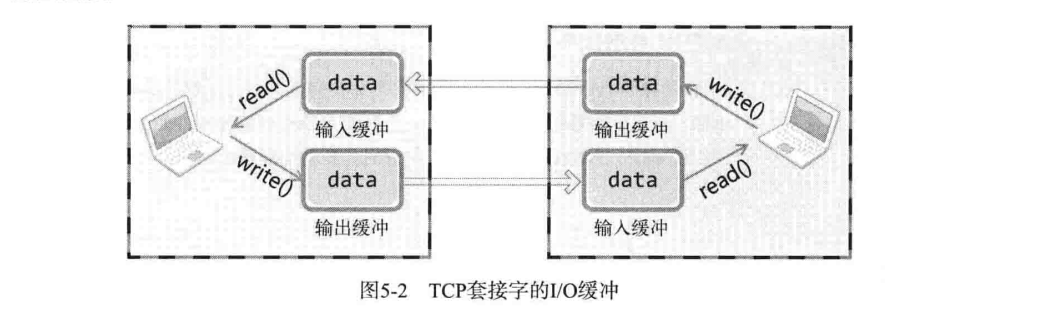 read()
data
输入缓冲
write()
data
输出缓冲
data
输出缓冲
write()
data
输入缓冲
read()
图5-2 TCP套接字的I/O缓冲